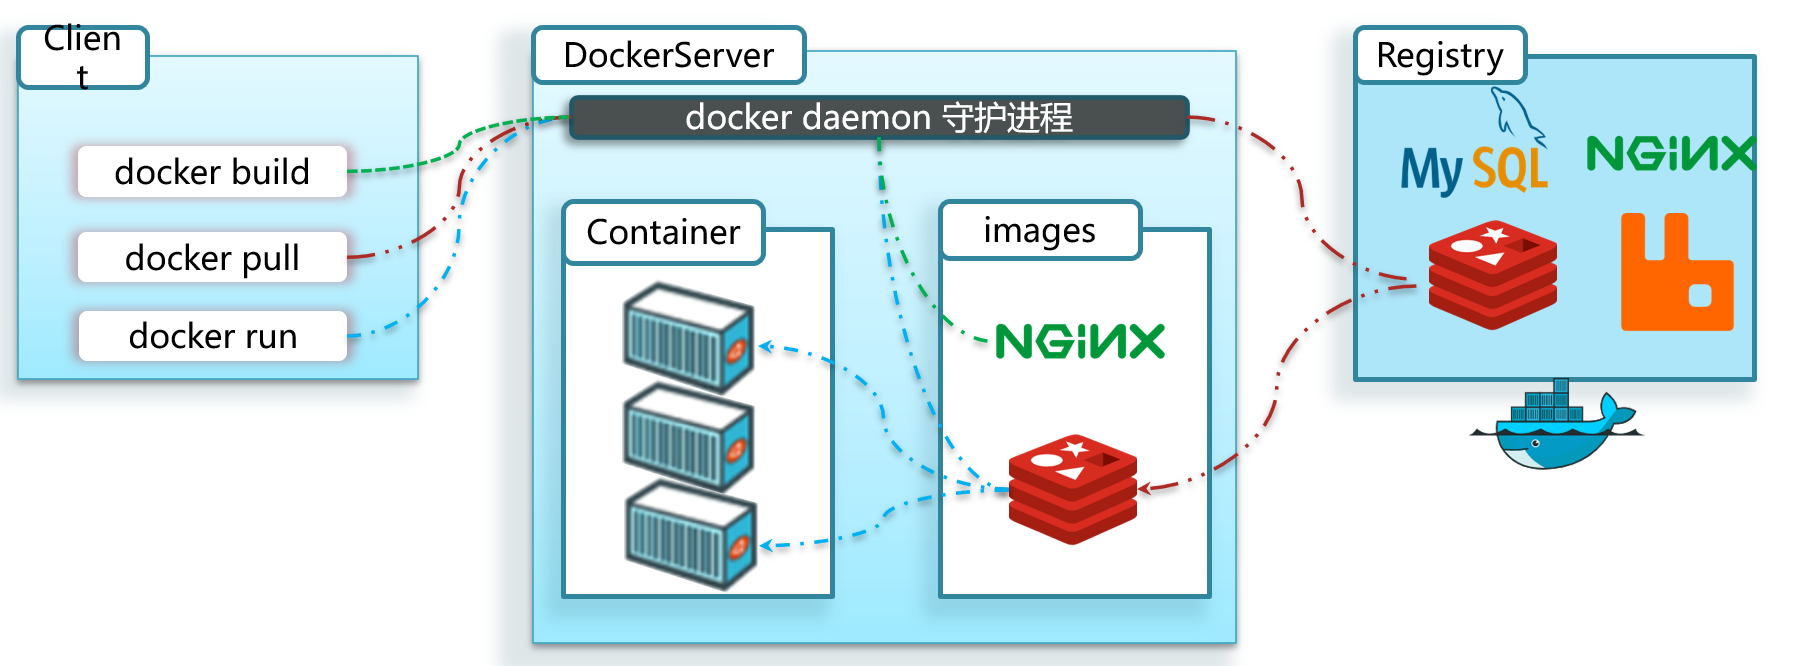 Clien
t
docker build
docker pull
docker run
DockerServer
docker daemon 守护进程
Container
images
NGiNX
Registry
MySQL
NGiNX